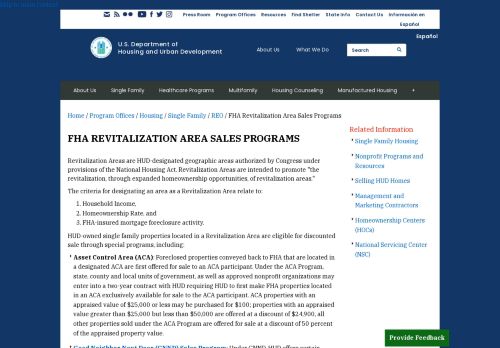 Skip to main content
Press Room Program Offices Resources Find Shelter State Info Contact Us Información en Español
Español
U.S. Department of
Housing and Urban Development
About Us What We Do Search
About Us Single Family Healthcare Programs Multifamily Housing Counseling Manufactured Housing +
Home / Program Offices / Housing / Single Family / REO / FHA Revitalization Area Sales Programs
FHA REVITALIZATION AREA SALES PROGRAMS
Revitalization Areas are HUD-designated geographic areas authorized by Congress under
provisions of the National Housing Act. Revitalization Areas are intended to promote "the
revitalization, through expanded homeownership opportunities, of revitalization areas."
The criteria for designating an area as a Revitalization Area relate to:
1. Household Income,
2. Homeownership Rate, and
3. FHA-insured mortgage foreclosure activity.
HUD owned single family properties located in a Revitalization Area are eligible for discounted
sale through special programs, including:
Asset Control Area (ACA): Foreclosed properties conveyed back to FHA that are located in
a designated ACA are first offered for sale to an ACA participant. Under the ACA Program,
state, county and local units of government, as well as approved nonprofit organizations may
enter into a two-year contract with HUD requiring HUD to first make FHA properties located
in an ACA exclusively available for sale to the ACA participant. ACA properties with an
appraised value of $25,000 or less may be purchased for $100; properties with an appraised
value greater than $25,000 but less than $50,000 are offered at a discount of $24,900, all
other properties sold under the ACA Program are offered for sale at a discount of 50 percent
of the appraised property value.
Good Neighbor Next Door (GNND) Sales Program: Under GNND, HUD offers certain
Related Information
Single Family Housing
Nonprofit Programs and
Resources
Selling HUD Homes
Management and
Marketing Contractors
Homeownership Centers
(HOCs)
National Servicing Center
(NSC)
Provide Feedback